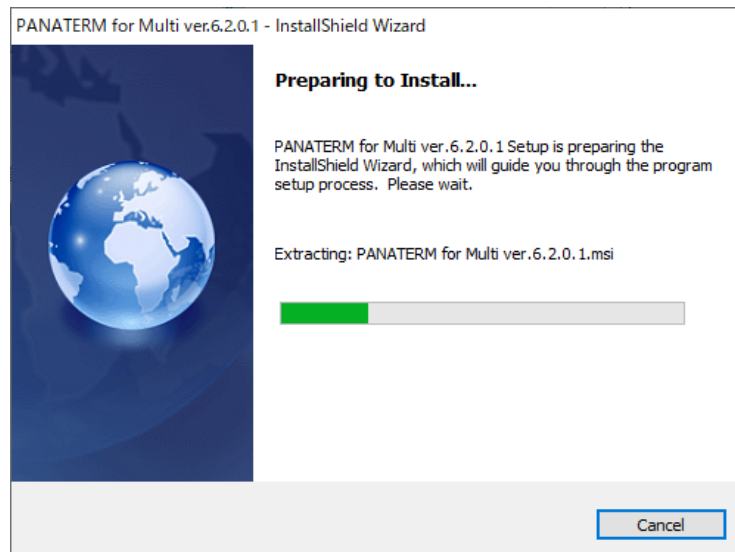 PANATERM for Multi ver.6.2.0.1 - InstallShield Wizard
Preparing to Install...
PANATERM for Multi ver.6.2.0.1 Setup is preparing the
InstallShield Wizard, which will guide you through the program
setup process. Please wait.
Extracting: PANATERM for Multi ver.6.2.0.1.msi
Cancel